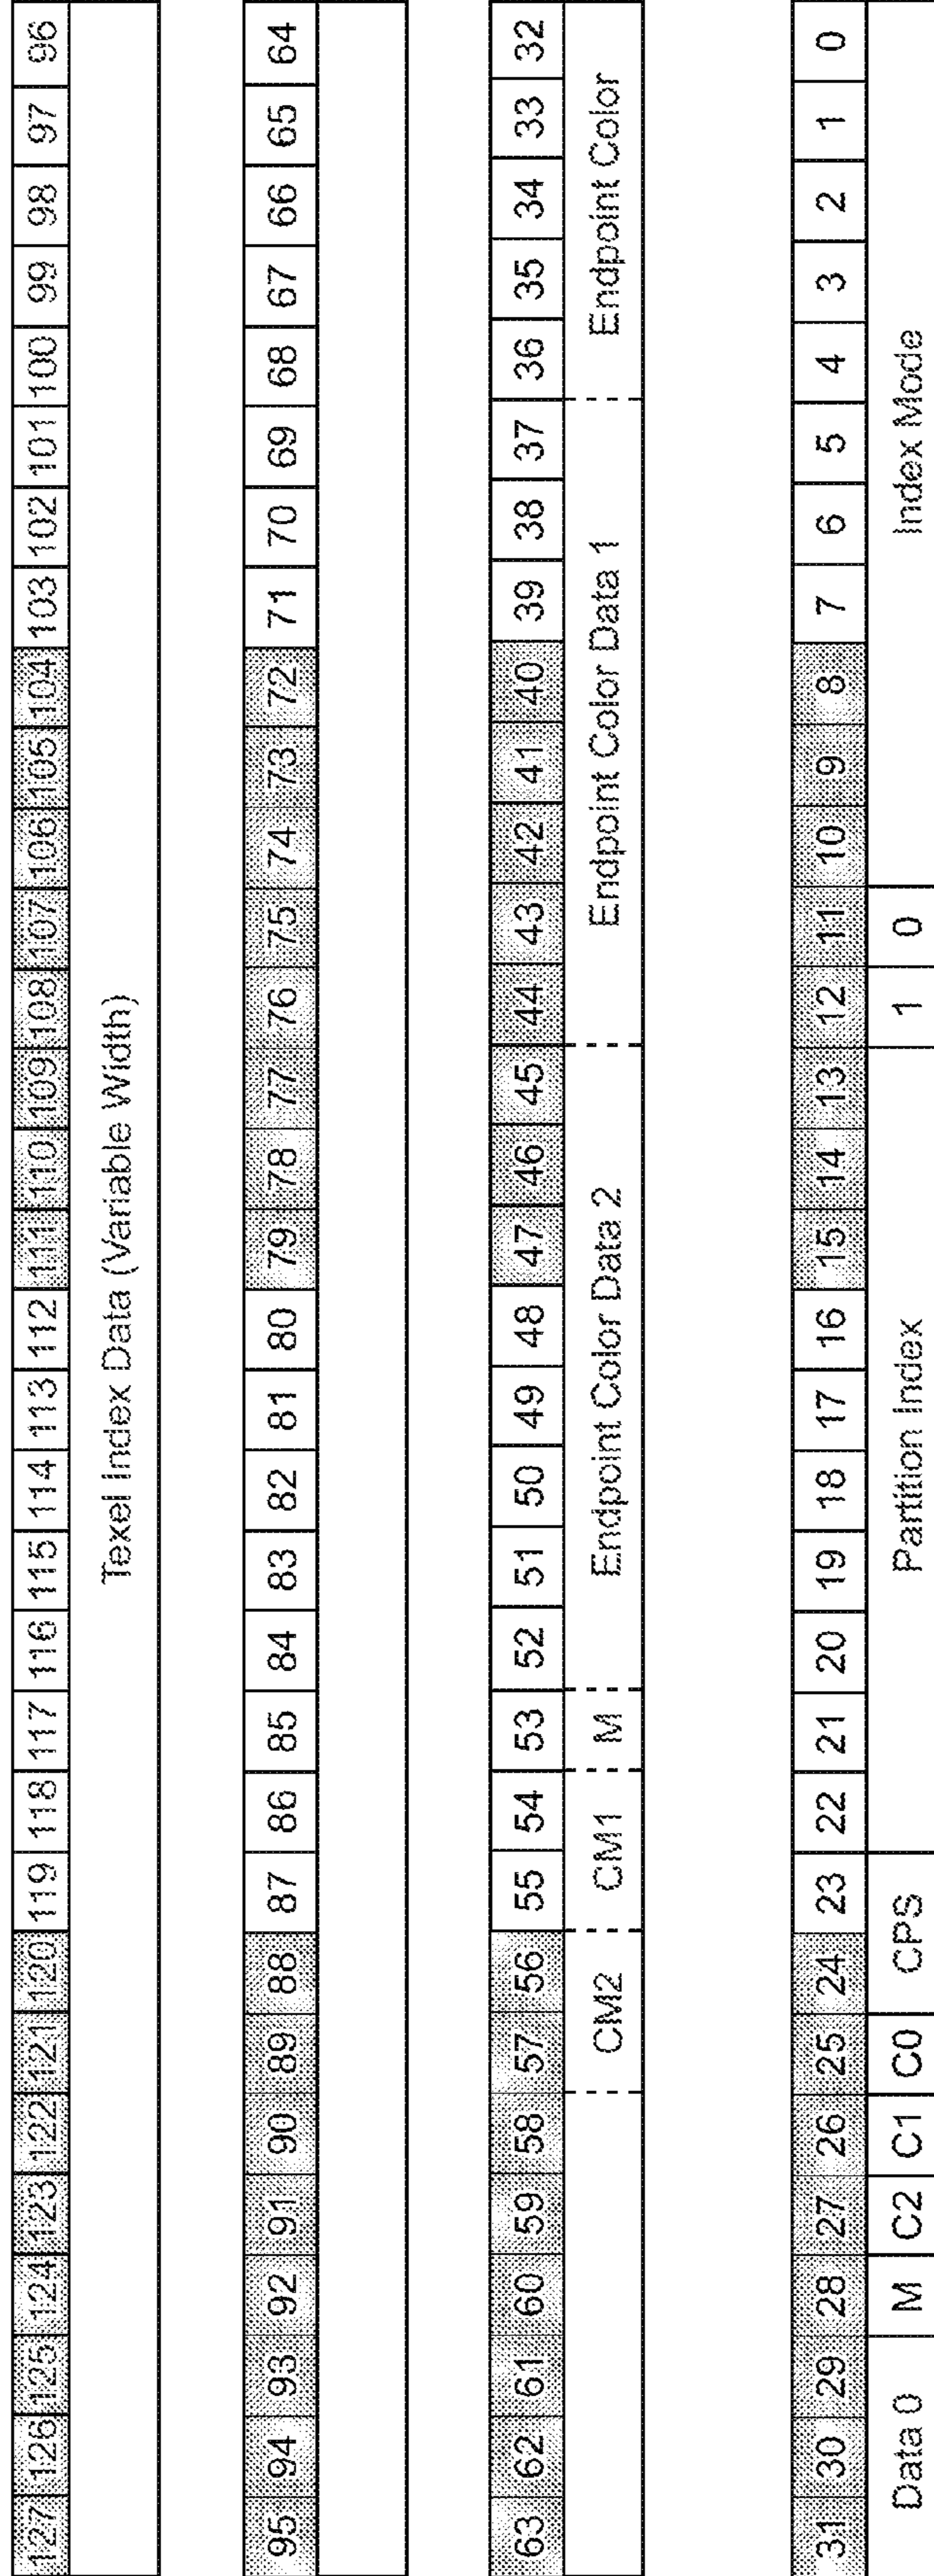 127 126 125 124 123 122 121 120 119 118 117 116 115 114 113 112 111 110 109 108 107 106 105 104 103 102 101 100 99 98 97 96
Texel Index Data (Variable Width)
95 94 93 92 91 90 89 88 87 86 85 84 83 82 81 80 79 78 77 76 75 74 73 72 71 70 69 68 67 66 65 64
63 62 61 60 59 58 57 56 55 54 53 52 51 50 49 48 47 46 45 44 43 42 41 40 39 38 37 36 35 34 33 32
CM2 CM1 M Endpoint Color Data 2 Endpoint Color Data 1 Endpoint Color
31 30 29 28 27 26 25 24 23 22 21 20 19 18 17 16 15 14 13 12 11 10 9 8 7 6 5 4 3 2 1 0
Data 0 M C2 C1 C0 CPS Partition Index 1 0 Index Mode